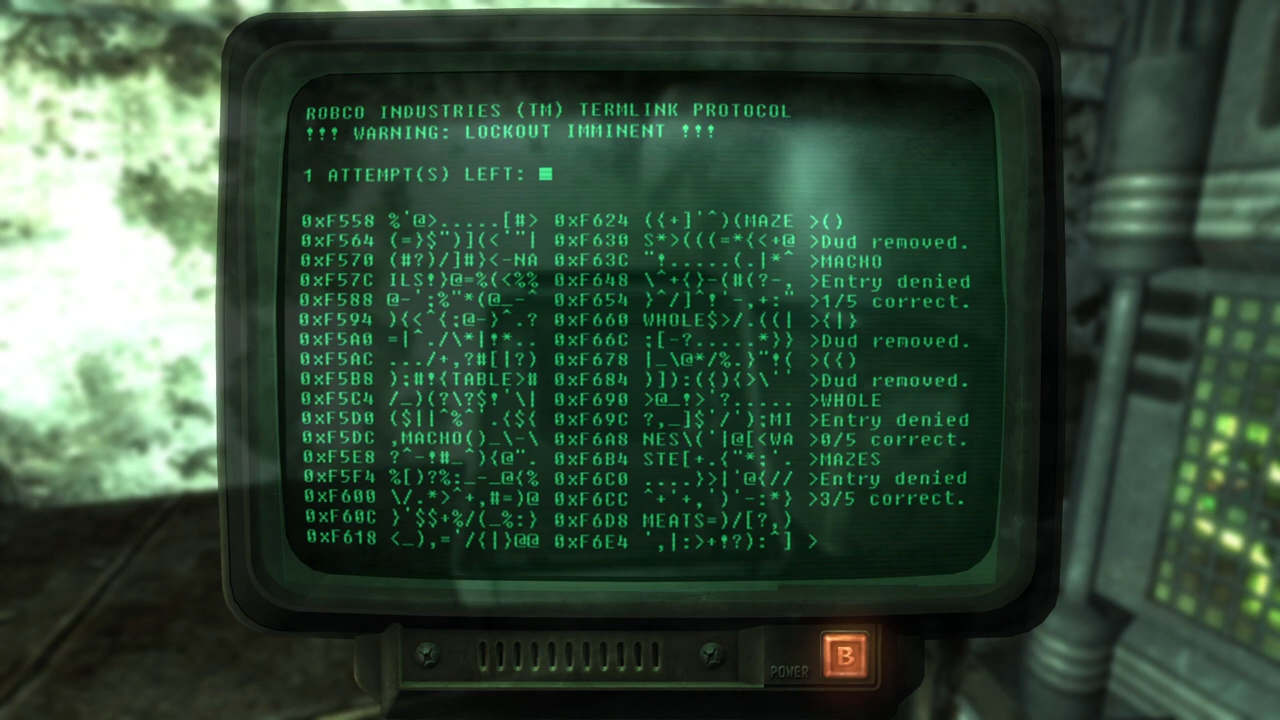 ROBCO INDUSTRIES (TM) TERMLINK PROTOCOL
!!! WARNING: LOCKOUT IMMINENT !!!
1 ATTEMPT(S) LEFT:
0xF558 %'@>.....[#> 0xF624 ({+]'^)(MAZE >()
0xF564 (=}$")](<'"| 0xF630 S*>(((=*{<+@ >Dud removed.
0xF570 (#?)/]#}<-NA 0xF63C "!......(.|*^ >MACHO
0xF57C ILS!}@=%(<%% 0xF648 \^+{}-(#(?-, >Entry denied
0xF588 @-':%"*(@_-^ 0xF654 }^/]^!'-,+:" >1/5 correct.
0xF594 ){<^{;@-}^.? 0xF660 WHOLE$>/.((| >{|}
0xF5A0 =|^./\*|!*.. 0xF66C ;[-?......*}} >Dud removed.
0xF5AC .../+,?#[|?) 0xF678 |_\@*/%.}"!( >({()
0xF5B8 );#!{TABLE># 0xF684 )]):({){>\' >Dud removed.
0xF5C4 /_)(?\?$!'\| 0xF690 >@_!>'?..... >WHOLE
0xF5D0 ($||^%^'.{${ 0xF69C ?,_]$'/');MI >Entry denied
0xF5DC ,MACHO()_\-\ 0xF6A8 NES\('|@[<WA >0/5 correct.
0xF5E8 ?^-!#_^){@". 0xF6B4 STE[+.{"*;'. >MAZES
0xF5F4 %[)?%:_-_@{% 0xF6C0 ....}>|'@{// >Entry denied
0xF600 \/.*>^+,#=)@ 0xF6CC ^+'+,')'-:*} >3/5 correct.
0xF60C }'$$+%/(_%:} 0xF6D8 MEATS=)/[?,)
0xF618 <_),='/{|}@@ 0xF6E4 ',|:>+!?):^] >
POWER
B